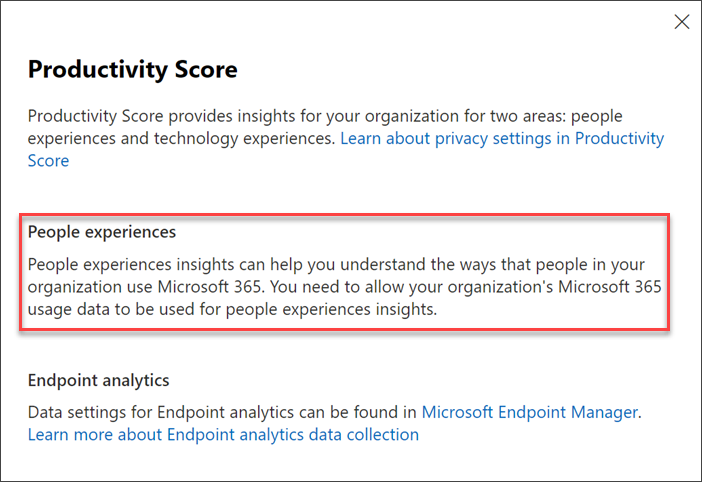 Productivity Score
Productivity Score provides insights for your organization for two areas: people
experiences and technology experiences. Learn about privacy settings in Productivity
Score
People experiences
People experiences insights can help you understand the ways that people in your
organization use Microsoft 365. You need to allow your organization's Microsoft 365
usage data to be used for people experiences insights.
Endpoint analytics
Data settings for Endpoint analytics can be found in Microsoft Endpoint Manager.
Learn more about Endpoint analytics data collection